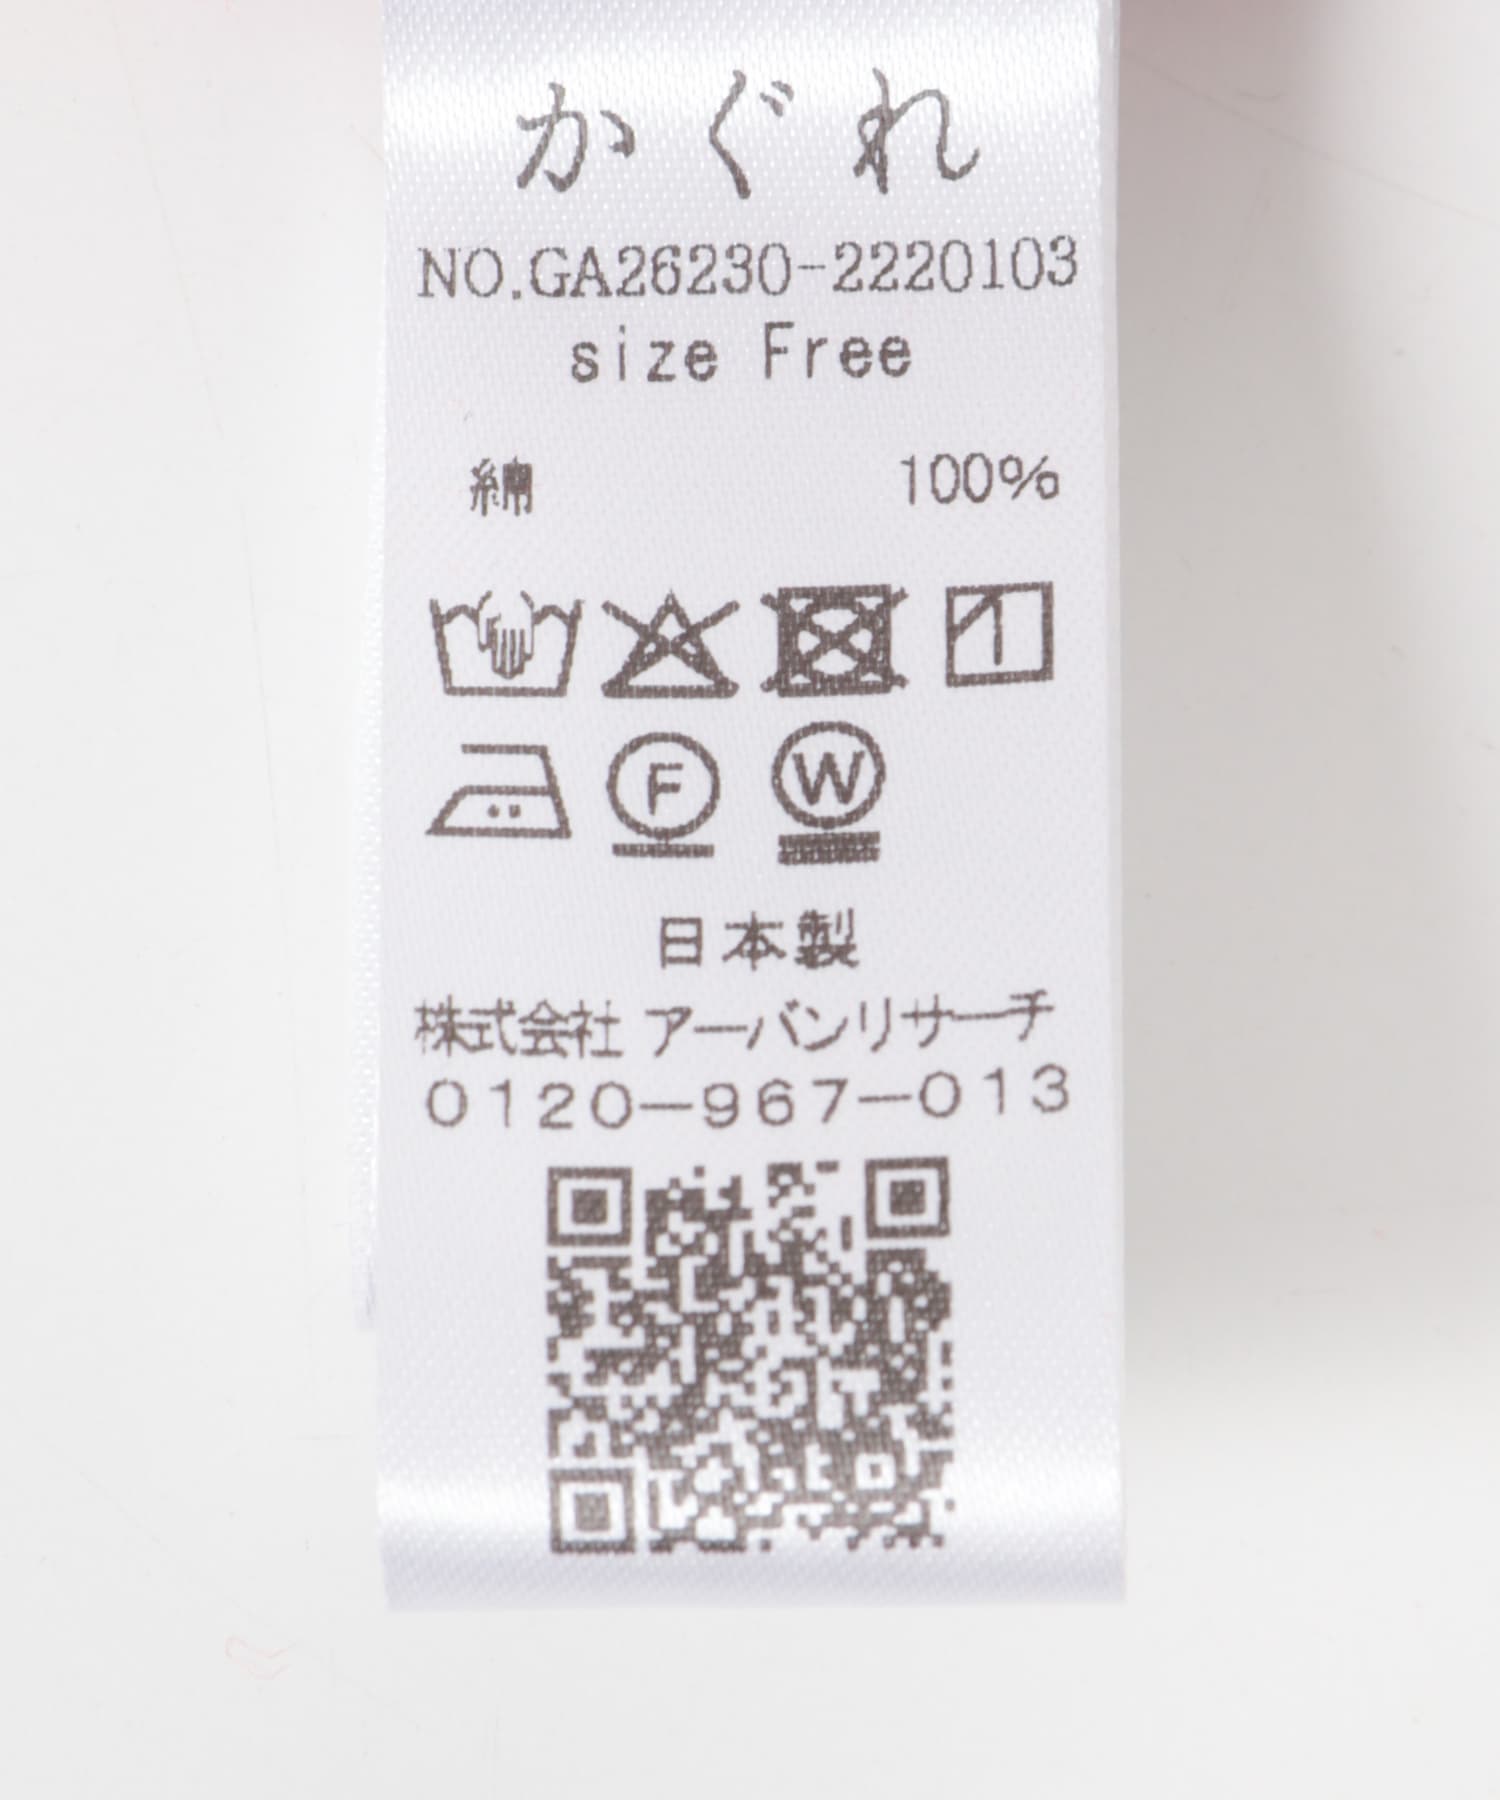 かぐれ
NO.GA26230-2220103
size Free
綿 100%
F W
日本製
株式会社 アーバンリサーチ
0120-967-013